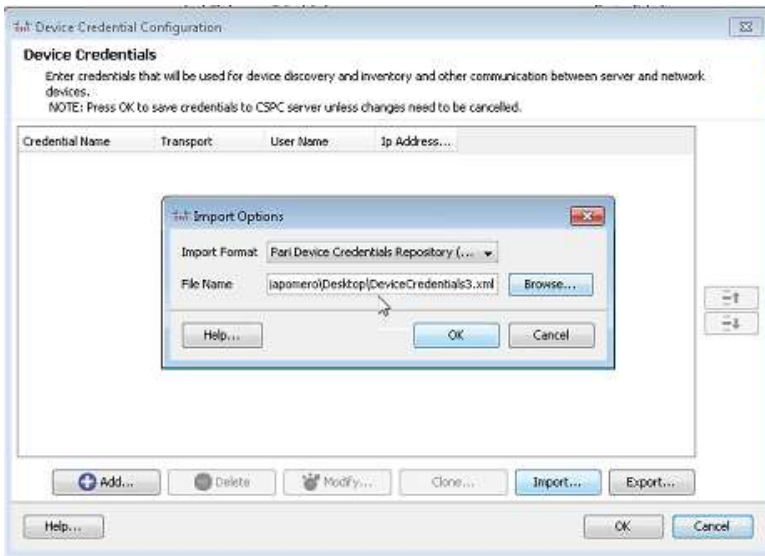 Device Credential Configuration
Device Credentials
Enter credentials that will be used for device discovery and inventory and other communication between server and network
devices.
NOTE: Press OK to save credentials to CSPC server unless changes need to be cancelled.
Credential Name Transport User Name Ip Address...
Import Options
Import Format Pari Device Credentials Repository (...
File Name japomero\Desktop\DeviceCredentials3.xml Browse...
Help... OK Cancel
Add... Delete Modify... Clone... Import... Export...
Help... OK Cancel